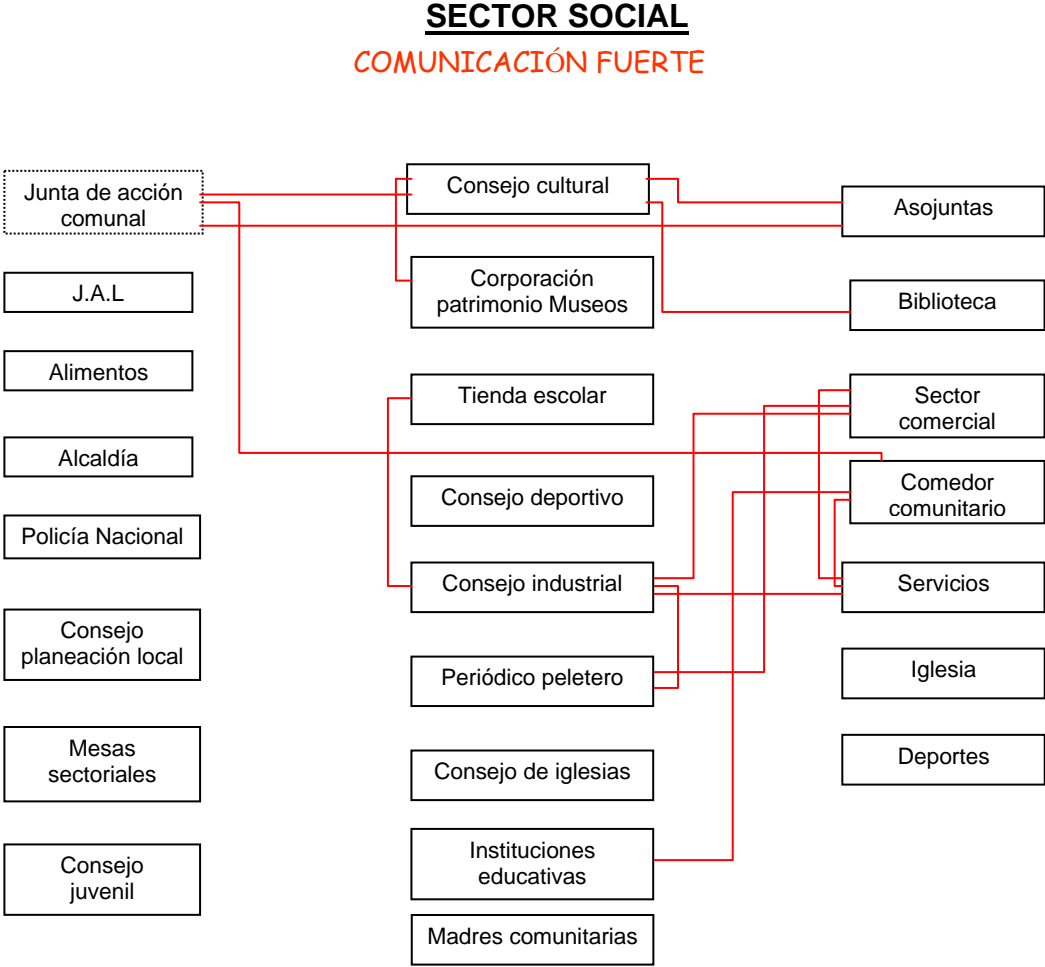 SECTOR SOCIAL
COMUNICACIÓN FUERTE
Junta de acción
comunal
J.A.L
Alimentos
Alcaldía
Policía Nacional
Consejo
planeación local
Mesas
sectoriales
Consejo
juvenil
Consejo cultural
Corporación
patrimonio Museos
Tienda escolar
Consejo deportivo
Consejo industrial
Periódico peletero
Consejo de iglesias
Instituciones
educativas
Madres comunitarias
Asojuntas
Biblioteca
Sector
comercial
Comedor
comunitario
Servicios
Iglesia
Deportes